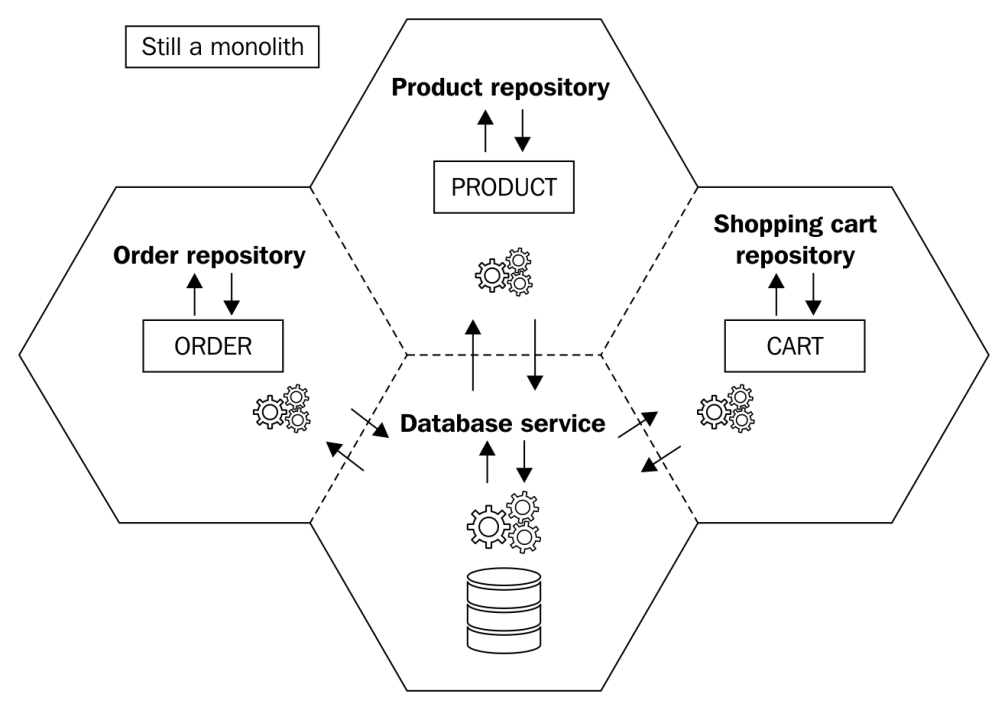 Still a monolith
Product repository
PRODUCT
Order repository
ORDER
Shopping cart
repository
CART
Database service